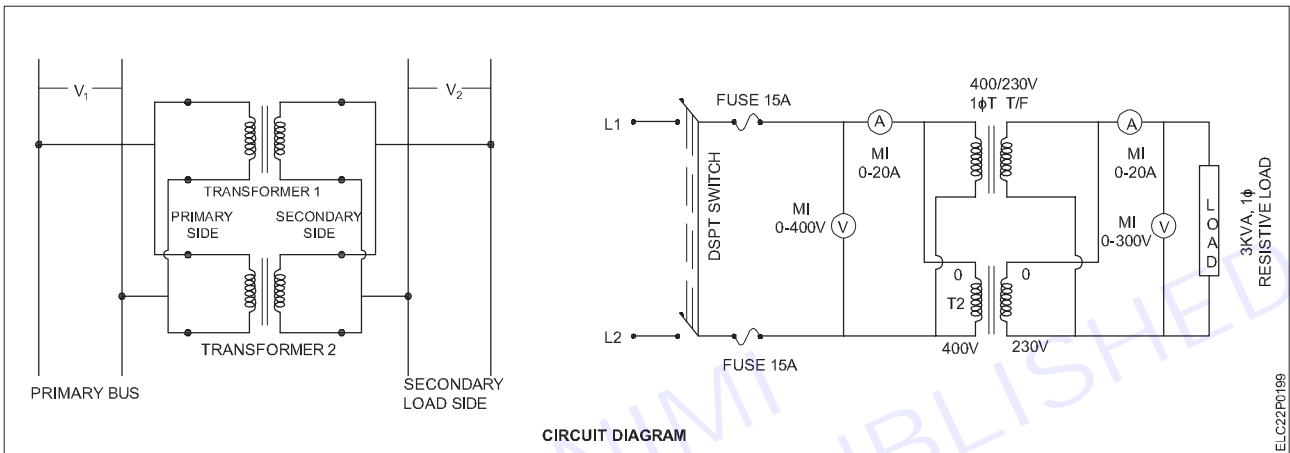 V1
V2
TRANSFORMER 1
PRIMARY
SIDE
SECONDARY
SIDE
TRANSFORMER 2
PRIMARY BUS
SECONDARY
LOAD SIDE
L1
L2
DSPT SWITCH
FUSE 15A
FUSE 15A
MI
0-400V
V
A
MI
0-20A
400/230V
1ϕT T/F
0
T2
400V
0
230V
A
MI
0-20A
MI
0-300V
V
LOAD
3KVA, 1ϕ
RESISTIVE LOAD
CIRCUIT DIAGRAM
ELC22P0199
NIMI
BLISHED